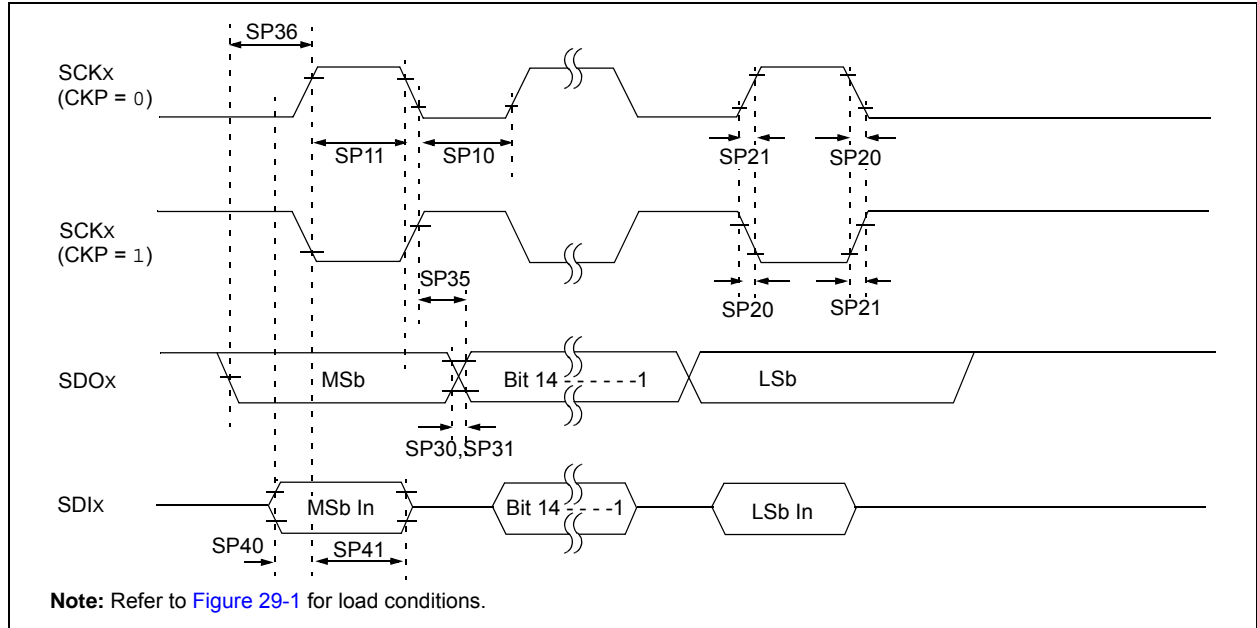 SP36
SCKx
(CKP = 0)
SP11
SP10
SP21
SP20
SCKx
(CKP = 1)
SP35
SP20
SP21
SDOx
MSb
Bit 14 - - - - - -1
LSb
SP30,SP31
SDIx
MSb In
Bit 14 - - - -1
LSb In
SP40
SP41
Note: Refer to Figure 29-1 for load conditions.